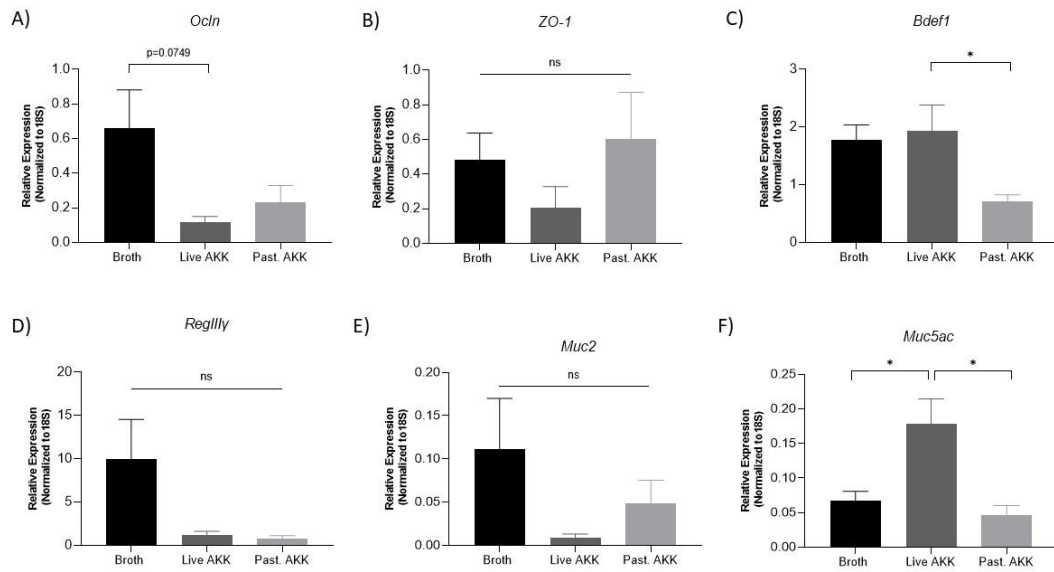 A)
Ocln
p=0.0749
Relative Expression
(Normalized to 18S)
1.0
0.8
0.6
0.4
0.2
0.0
Broth
Live AKK
Past. AKK
B)
ZO-1
ns
Relative Expression
(Normalized to 18S)
1.0
0.8
0.6
0.4
0.2
0.0
Broth
Live AKK
Past. AKK
C)
Bdef1
*
Relative Expression
(Normalized to 18S)
3
2
1
0
Broth
Live AKK
Past. AKK
D)
RegIIIγ
ns
Relative Expression
(Normalized to 18S)
20
15
10
5
0
Broth
Live AKK
Past. AKK
E)
Muc2
ns
Relative Expression
(Normalized to 18S)
0.20
0.15
0.10
0.05
0.00
Broth
Live AKK
Past. AKK
F)
Muc5ac
* *
Relative Expression
(Normalized to 18S)
0.25
0.20
0.15
0.10
0.05
0.00
Broth
Live AKK
Past. AKK